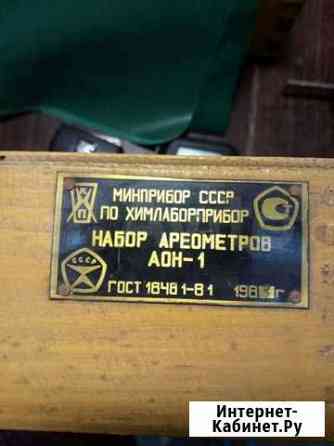 МИНПРИБОР СССР
ПО ХИМЛАБОРПРИБОР
НАБОР АРЕОМЕТРОВ
АОН-1
СССР
ГОСТ 18481-81
Интернет-
Кабинет.Ру